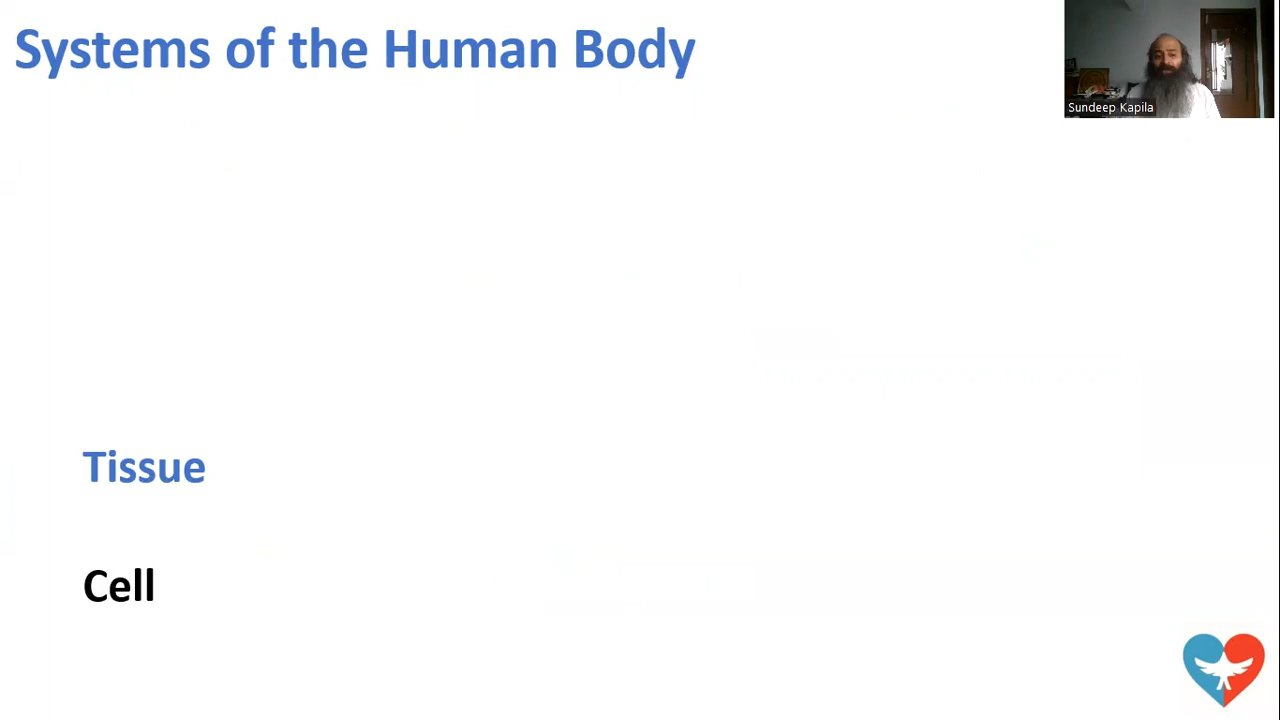 Systems of the Human Body
Sundeep Kapila
Tissue
Cell